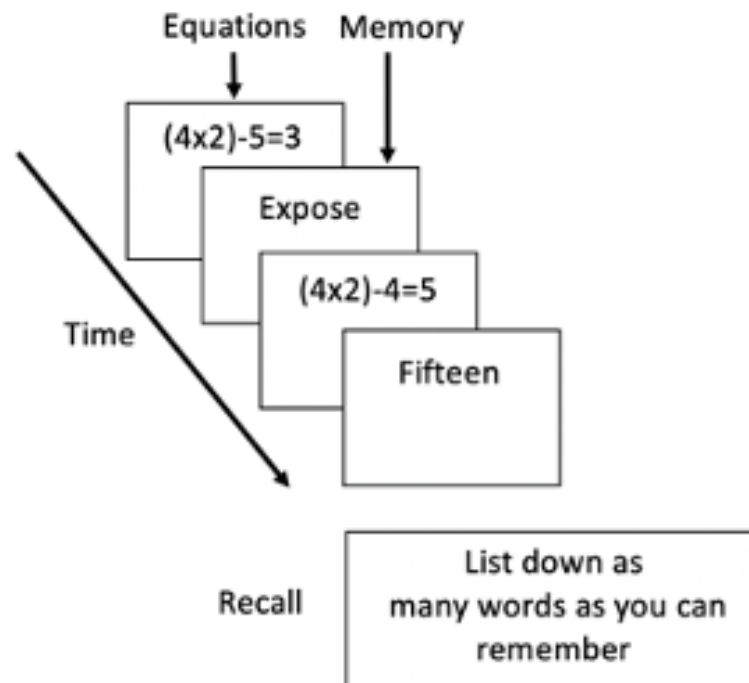 Equations Memory
(4x2)-5=3
Expose
(4x2)-4=5
Time
Fifteen
List down as
Recall
many words as you can
remember